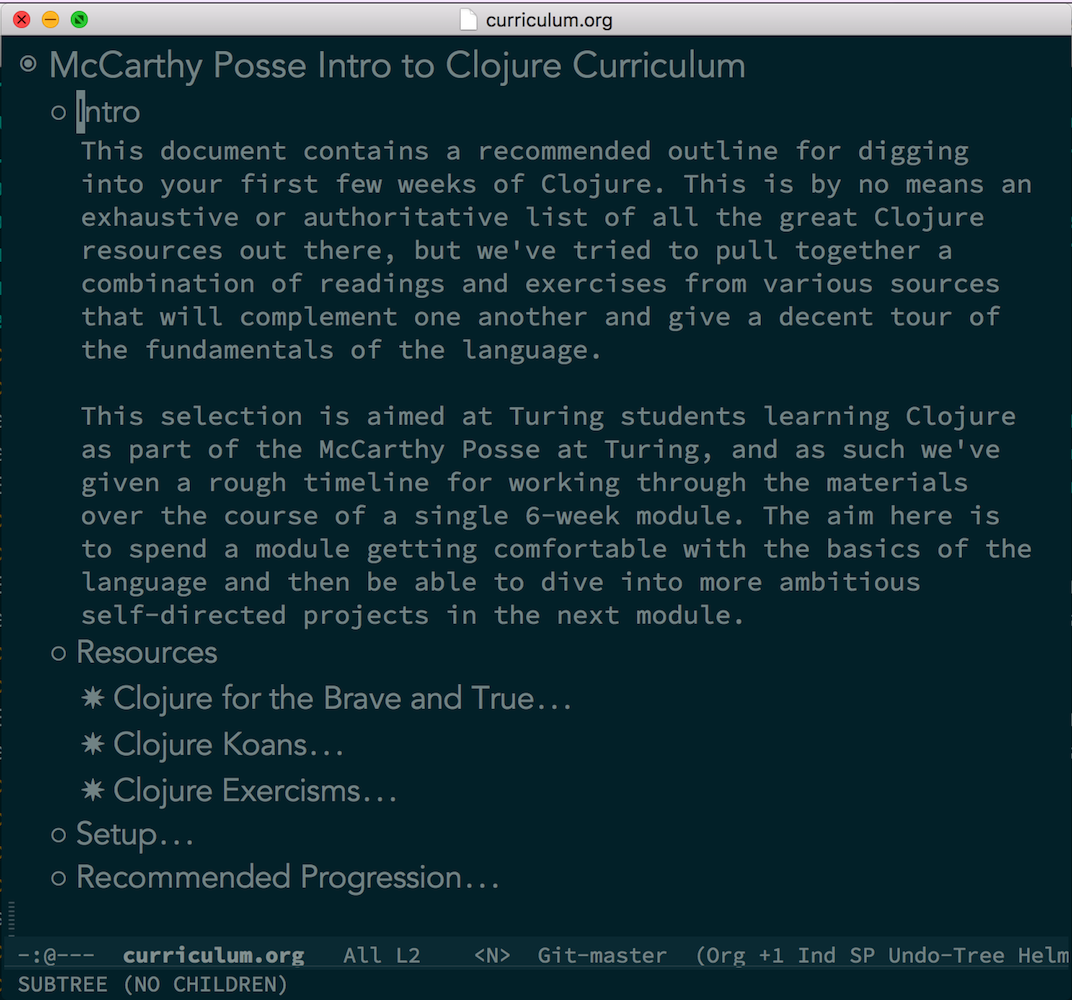 curriculum.org
McCarthy Posse Intro to Clojure Curriculum
Intro
This document contains a recommended outline for digging
into your first few weeks of Clojure. This is by no means an
exhaustive or authoritative list of all the great Clojure
resources out there, but we've tried to pull together a
combination of readings and exercises from various sources
that will complement one another and give a decent tour of
the fundamentals of the language.
This selection is aimed at Turing students learning Clojure
as part of the McCarthy Posse at Turing, and as such we've
given a rough timeline for working through the materials
over the course of a single 6-week module. The aim here is
to spend a module getting comfortable with the basics of the
language and then be able to dive into more ambitious
self-directed projects in the next module.
Resources
Clojure for the Brave and True...
Clojure Koans...
Clojure Exercisms...
Setup...
Recommended Progression...
-:@--- curriculum.org All L2 <N> Git-master (Org +1 Ind SP Undo-Tree Helm
SUBTREE (NO CHILDREN)